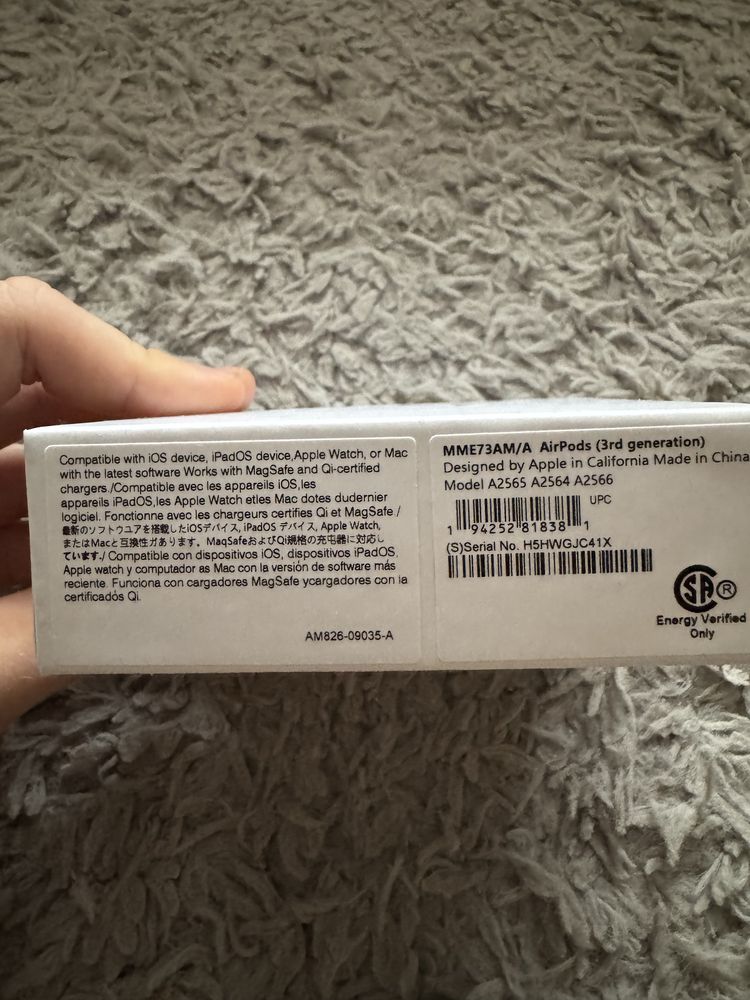 Compatible with iOS device, iPadOS device,Apple Watch, or Mac
with the latest software Works with MagSafe and Qi-certified
chargers./Compatible avec les appareils iOS,les
appareils iPadOS,les Apple Watch etles Mac dotes dudernier
logiciel. Fonctionne avec les chargeurs certifies Qi et MagSafe./
最新のソフトウユアを搭載したiOSデバイス, iPadOS デバイス, Apple Watch,
またはMacと互換性ガあります。MaqSafeおよびQi規格の充电器に対応し
ています./ Compatible con dispositivos iOS, dispositivos iPadOS,
Apple watch y computador as Mac con la versión de software más
reciente. Funciona con cargadores MagSafe ycargadores con la
certificadós Qi.
AM826-09035-A
MME73AM/A AirPods (3rd generation)
Designed by Apple in California Made in China
Model A2565 A2564 A2566
UPC
1 94252 81838 1
(S)Serial No. H5HWGJC41X
SA ®
Energy Verified
Only